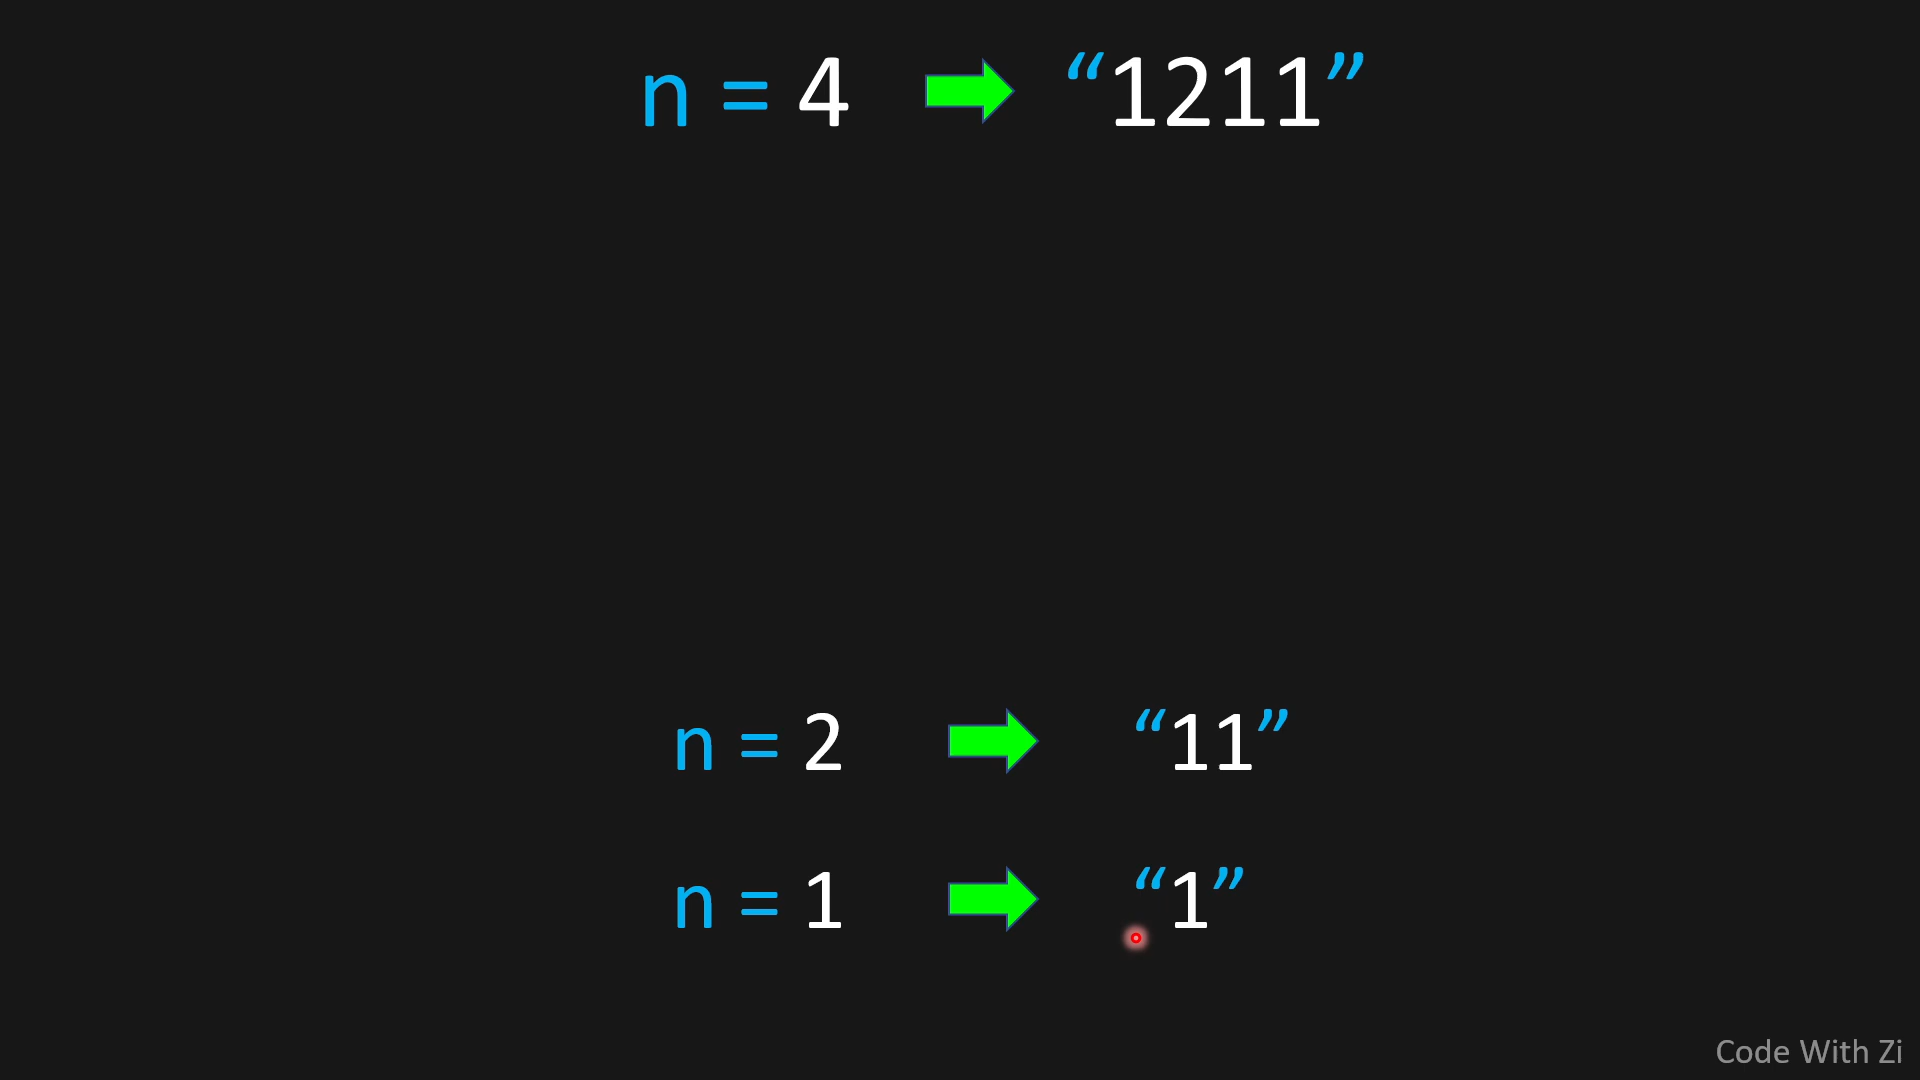 n = 4 “1211”
n = 2 “11”
n = 1 “1”
Code With Zi